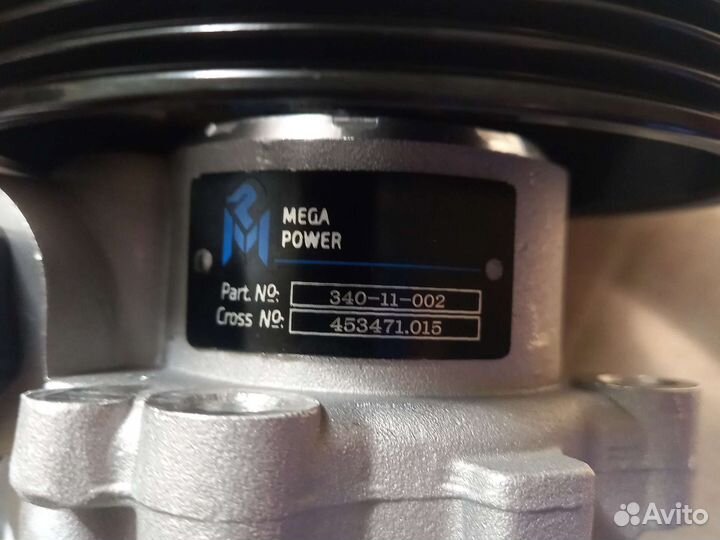 MEGA
POWER
Part. №: 340-11-002
Cross №: 453471.015
Avito